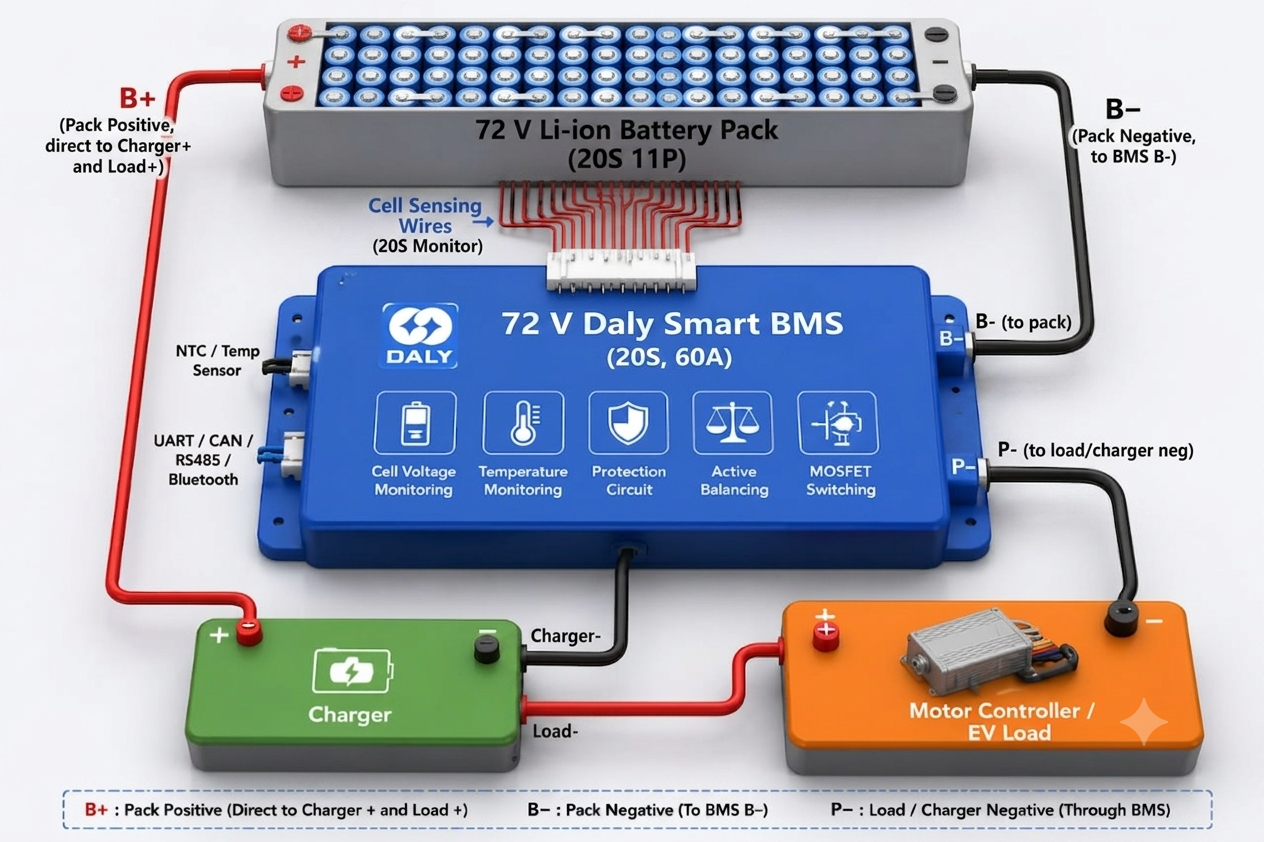 72 V Li-ion Battery Pack
(20S 11P)
B+
(Pack Positive,
direct to Charger+
and Load+)
B−
(Pack Negative,
to BMS B-)
Cell Sensing
Wires
(20S Monitor)
DALY
72 V Daly Smart BMS
(20S, 60A)
NTC / Temp
Sensor
UART / CAN /
RS485 /
Bluetooth
Cell Voltage
Monitoring
Temperature
Monitoring
Protection
Circuit
Active
Balancing
MOSFET
Switching
B−
B- (to pack)
P−
P- (to load/charger neg)
+
−
Charger
Charger-
Load-
+
−
Motor Controller /
EV Load
B+ : Pack Positive (Direct to Charger + and Load +)
B− : Pack Negative (To BMS B−)
P− : Load / Charger Negative (Through BMS)